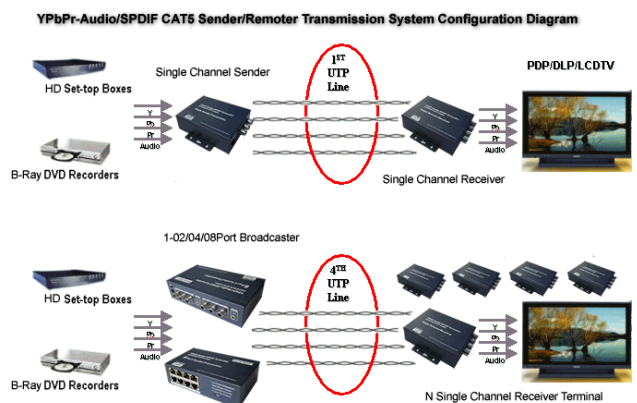 YPbPr-Audio/SPDIF CAT5 Sender/Remoter Transmission System Configuration Diagram
HD Set-top Boxes
B-Ray DVD Recorders
Y
Pb
Pr
Audio
Single Channel Sender
1ST
UTP
Line
Single Channel Receiver
Y
Pb
Pr
Audio
PDP/DLP/LCDTV
HD Set-top Boxes
B-Ray DVD Recorders
Y
Pb
Pr
Audio
1-02/04/08Port Broadcaster
4TH
UTP
Line
Y
Pb
Pr
Audio
N Single Channel Receiver Terminal